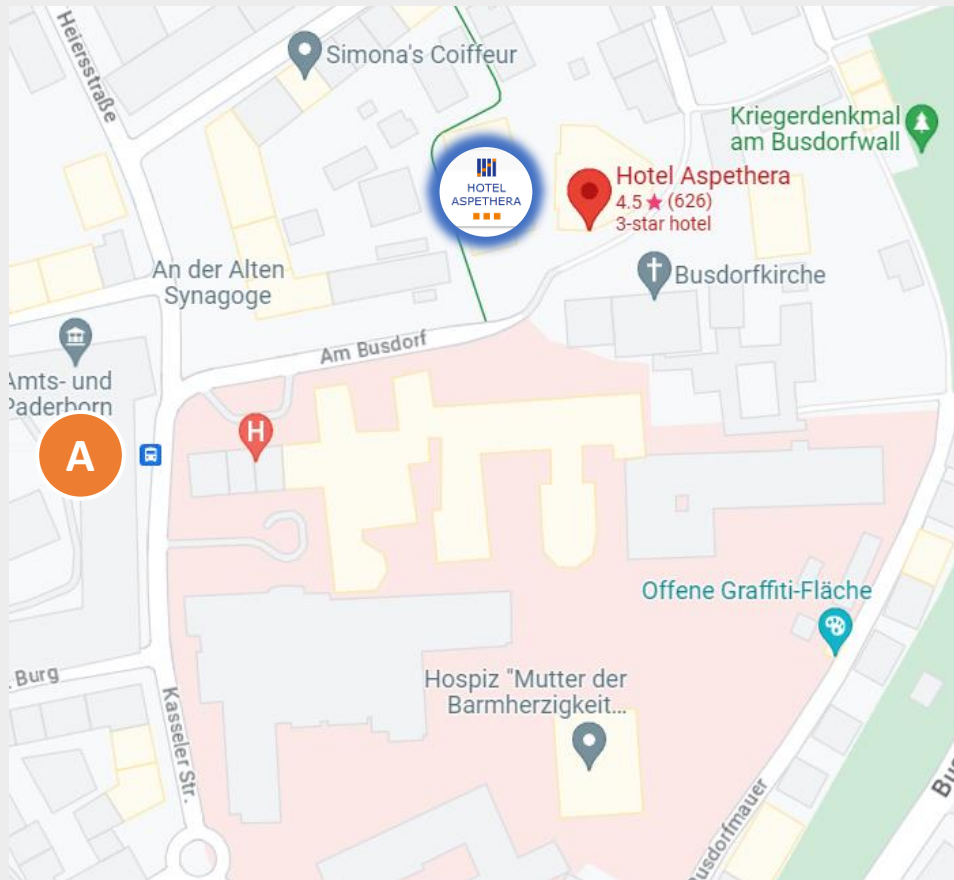 Heiersstraße
Simona's Coiffeur
Kriegerdenkmal
am Busdorfwall
HOTEL
ASPETHERA
Hotel Aspethera
4.5 ★ (626)
3-star hotel
An der Alten
Synagoge
Busdorfkirche
Am Busdorf
Amts- und
Paderborn
A
H
Offene Graffiti-Fläche
Burg
Hospiz "Mutter der
Barmherzigkeit...
Kasseler Str.
Busdorfmauer